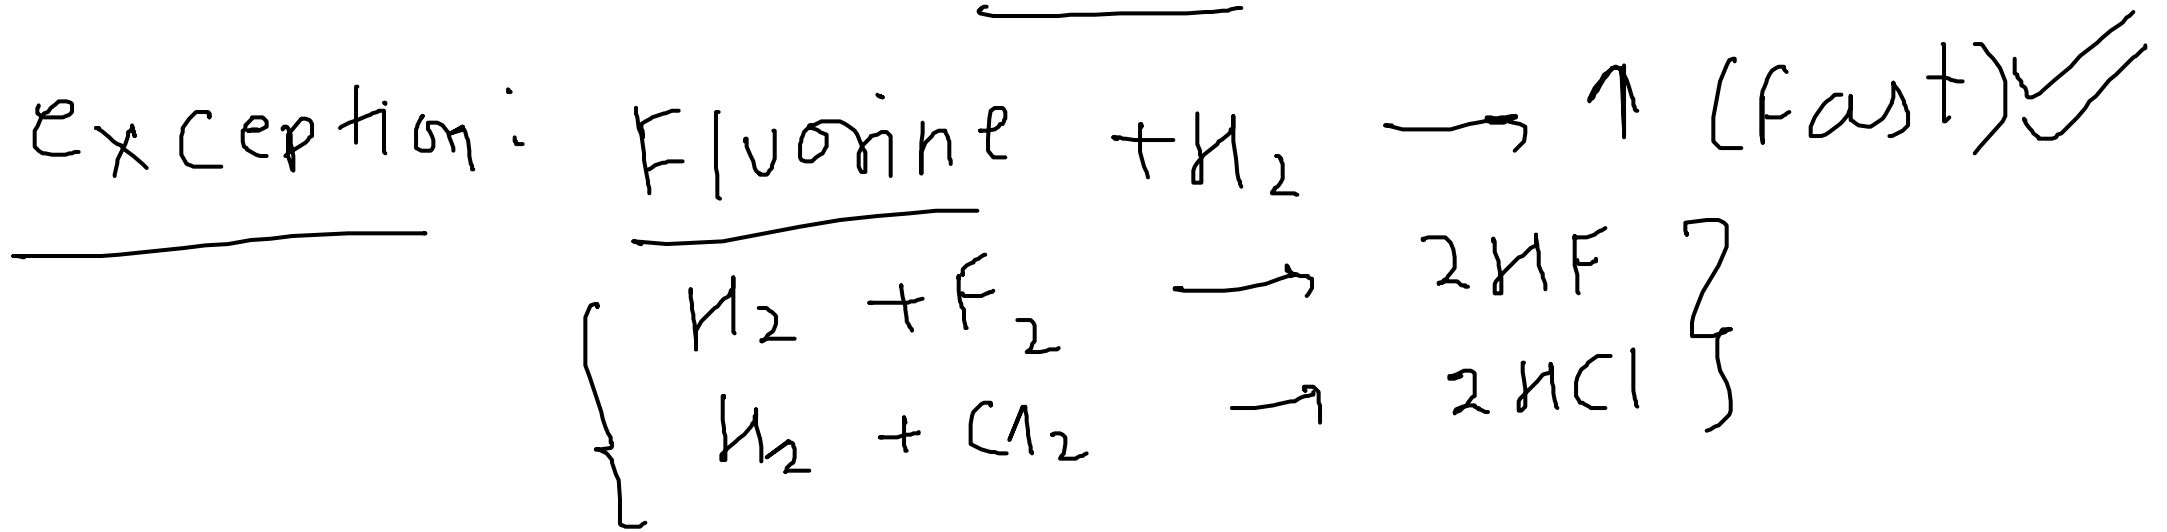 exception: Fluorine + H₂ → ↑ (fast) ✓✓
H₂ + F₂ → 2HF
H₂ + Cl₂ → 2HCl